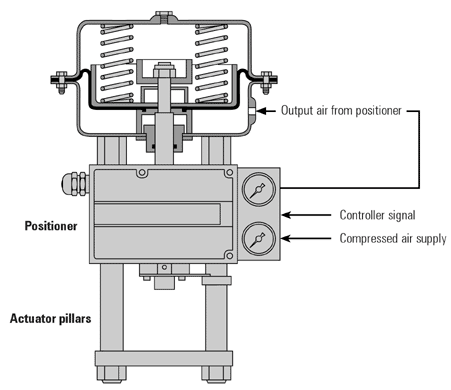 Output air from positioner
Controller signal
Positioner
Compressed air supply
Actuator pillars